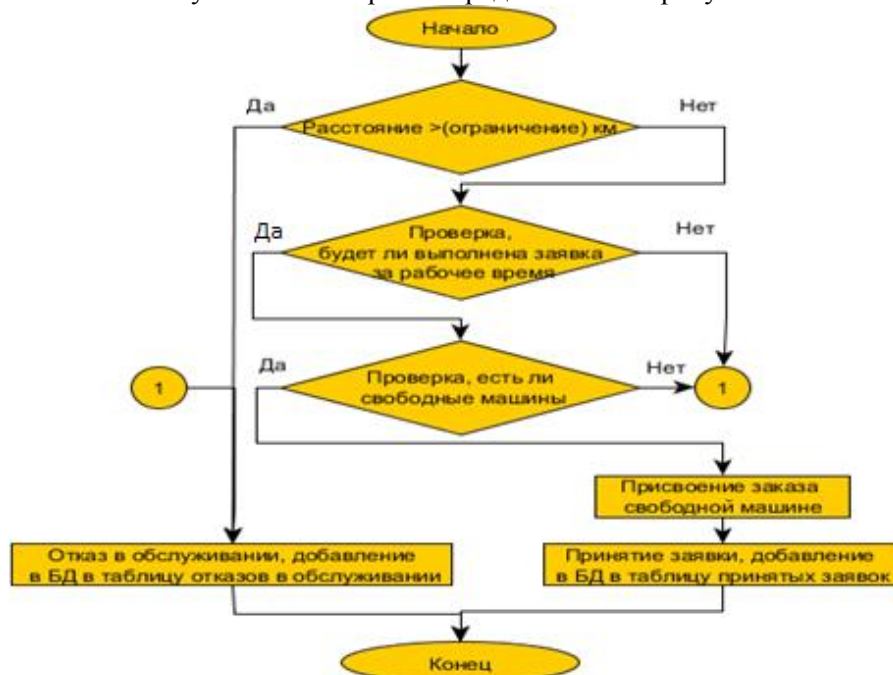 Начало
Да
Нет
Расстояние >(ограничение) км
Да
Нет
Проверка,
будет ли выполнена заявка
за рабочее время
Да
Нет
1
Проверка, есть ли
свободные машины
1
Присвоение заказа
свободной машине
Отказ в обслуживании, добавление
в БД в таблицу отказов в обслуживании
Принятие заявки, добавление
в БД в таблицу принятых заявок
Конец